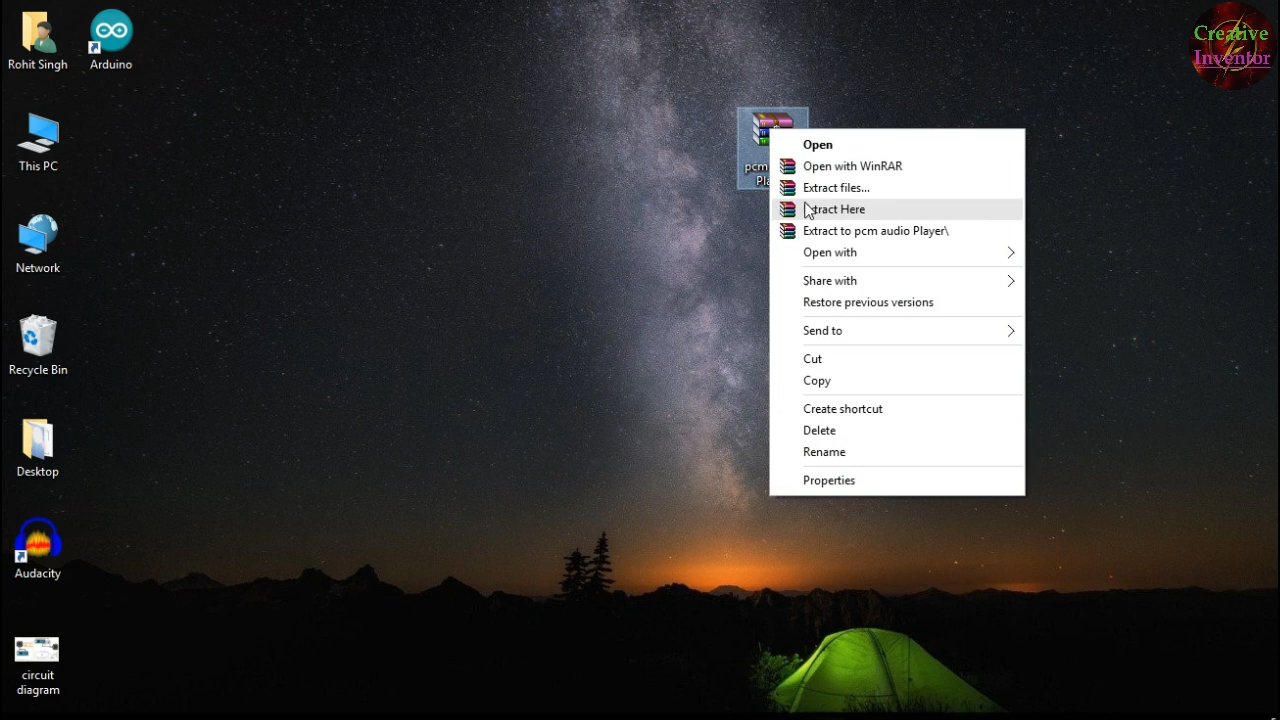 Rohit Singh
Arduino
This PC
Network
Recycle Bin
Desktop
Audacity
circuit
diagram
Creative
Inventor
pcm
Open
Open with WinRAR
Extract files...
Extract to pcm audio Player\
Open with
Share with
Restore previous versions
Send to
Cut
Copy
Create shortcut
Delete
Rename
Properties